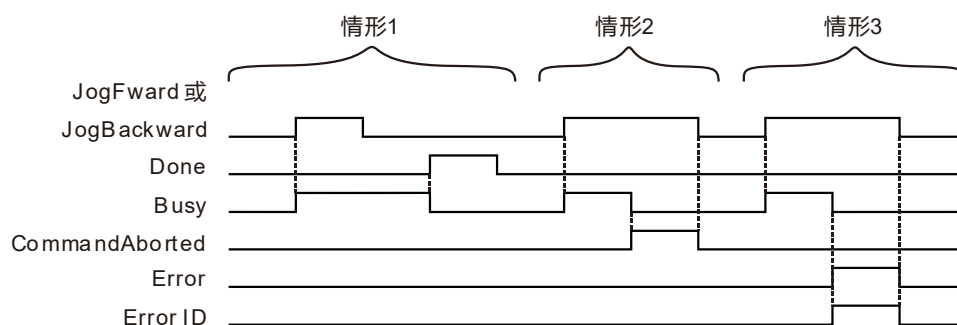 情形1 情形2 情形3
JogFward 或
JogBackward
Done
Busy
CommandAborted
Error
Error ID